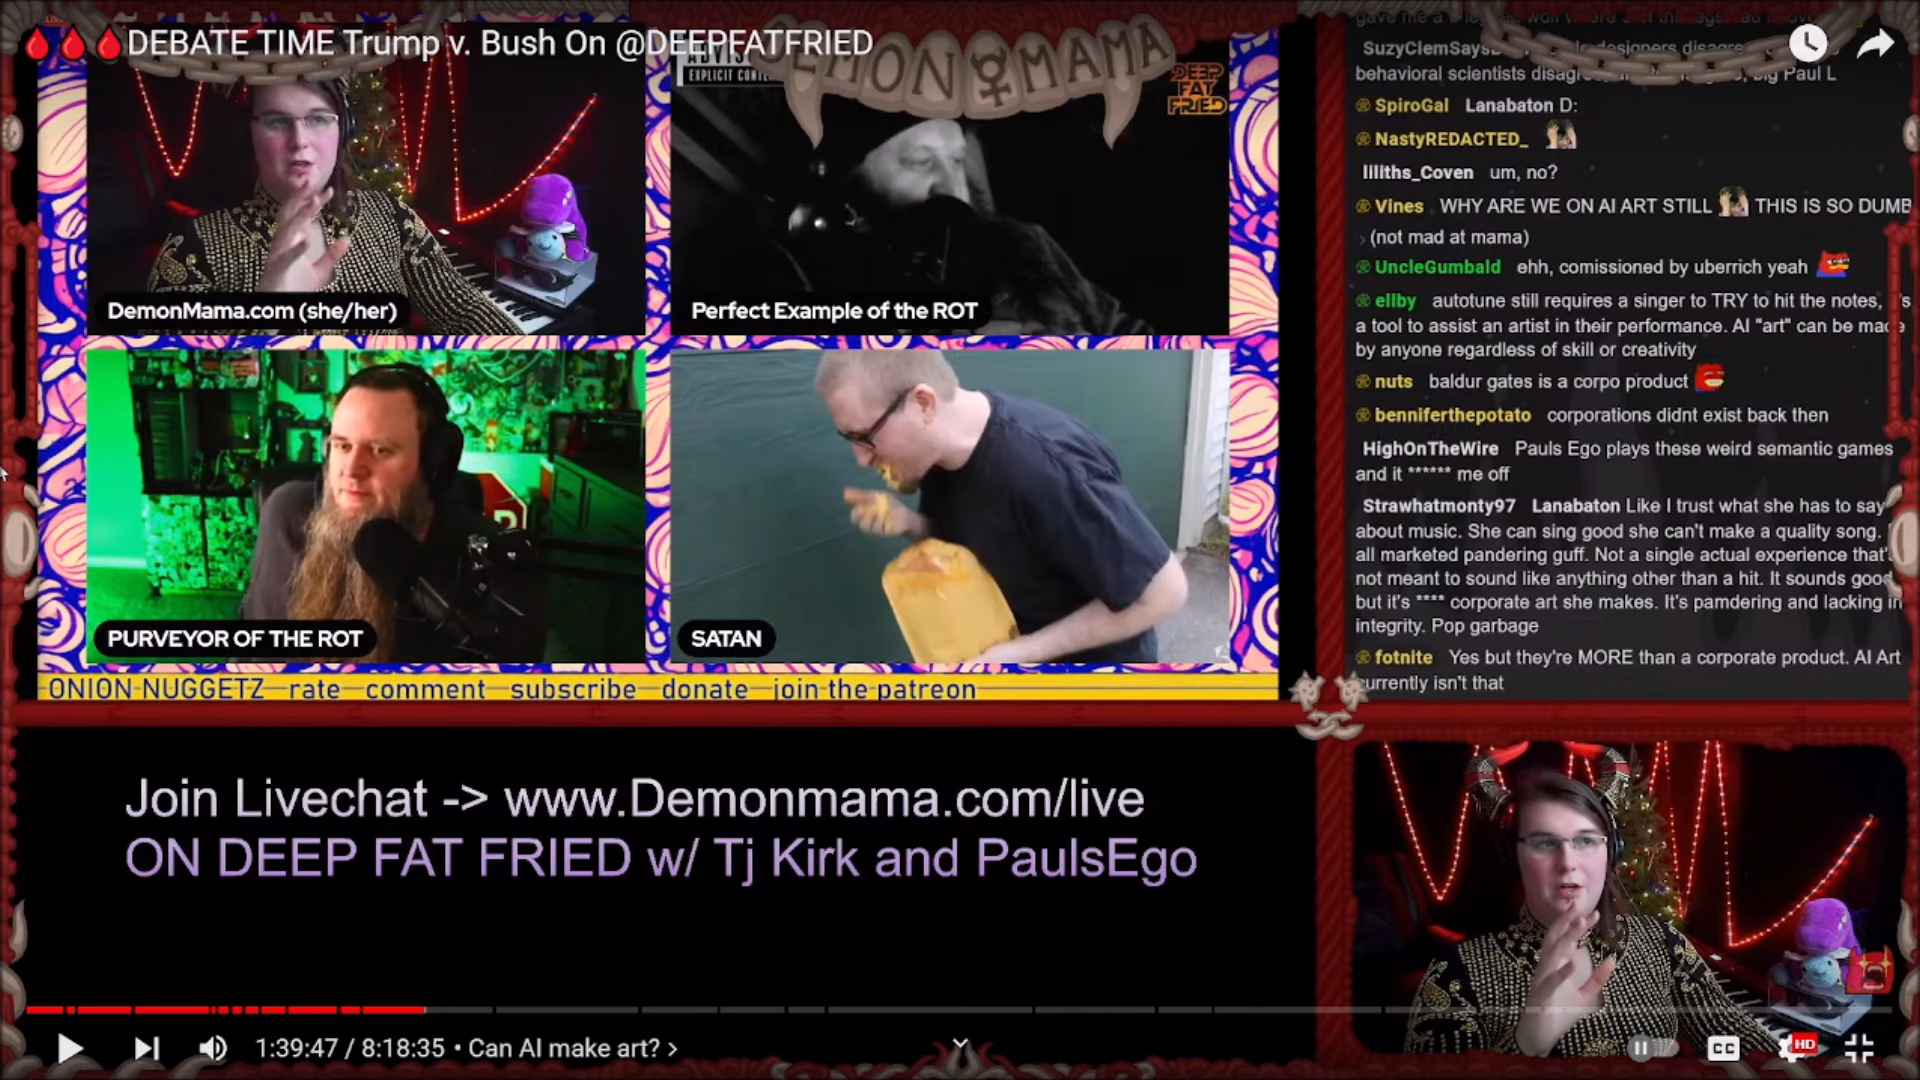 🩸🩸🩸DEBATE TIME Trump v. Bush On @DEEPFATFRIED
EXPLICIT
DEMON MAMA
DEEP
FAT
FRIED
DemonMama.com (she/her)
Perfect Example of the ROT
PURVEYOR OF THE ROT
SATAN
ONION NUGGETZ—rate—comment—subscribe—donate—join the patreon
behavioral scientists
SpiroGal Lanabaton D:
NastyREDACTED_
liliths_Coven um, no?
Vines WHY ARE WE ON AI ART STILL THIS IS SO DUMB
(not mad at mama)
UncleGumbald ehh, comissioned by uberrich yeah
ellby autotune still requires a singer to TRY to hit the notes,
a tool to assist an artist in their performance. AI "art" can be made
by anyone regardless of skill or creativity
nuts baldur gates is a corpo product
benniferthepotato corporations didnt exist back then
HighOnTheWire Pauls Ego plays these weird semantic games
and it ****** me off
Strawhatmonty97 Lanabaton Like I trust what she has to say
about music. She can sing good she can't make a quality song.
all marketed pandering guff. Not a single actual experience
not meant to sound like anything other than a hit. It sounds good
but it's **** corporate art she makes. It's pamdering and lacking in
integrity. Pop garbage
fotnite Yes but they're MORE than a corporate product. AI Art
currently isn't that
Join Livechat -> www.Demonmama.com/live
ON DEEP FAT FRIED w/ Tj Kirk and PaulsEgo
1:39:47 / 8:18:35 • Can AI make art? >
CC
HD